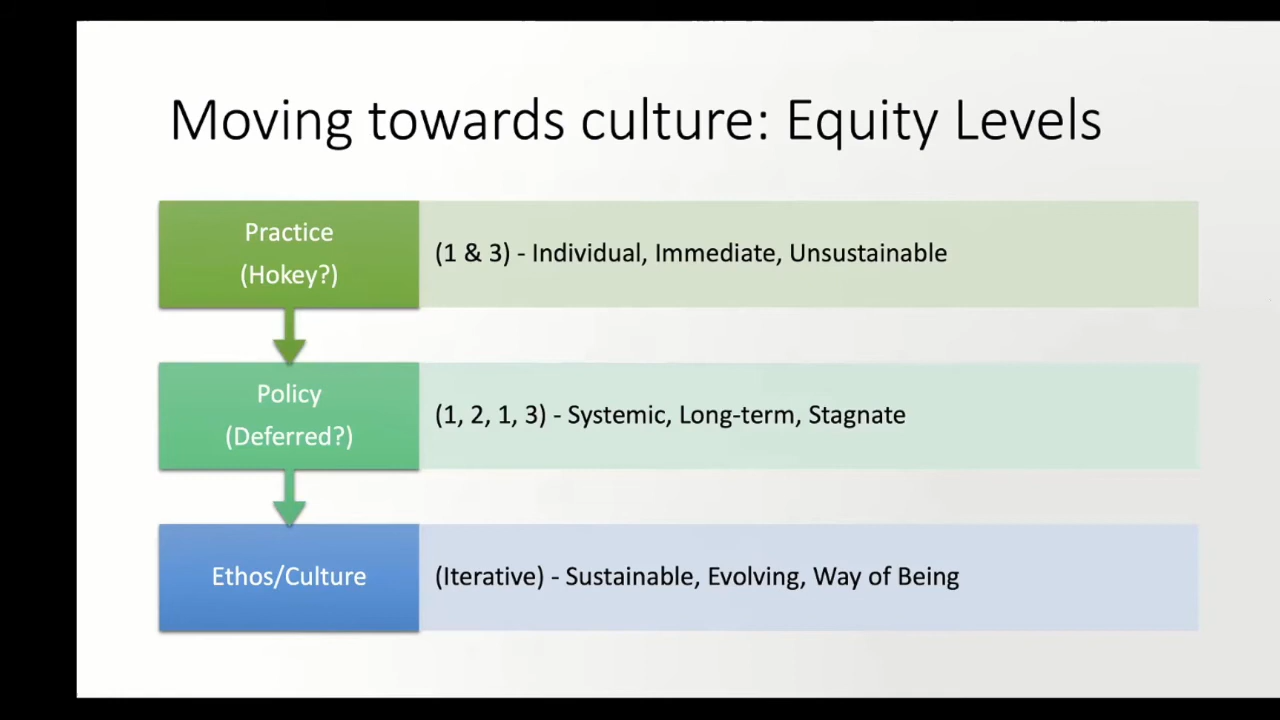 Moving towards culture: Equity Levels
Practice
(Hokey?)
(1 & 3) - Individual, Immediate, Unsustainable
Policy
(Deferred?)
(1, 2, 1, 3) - Systemic, Long-term, Stagnate
Ethos/Culture
(Iterative) - Sustainable, Evolving, Way of Being